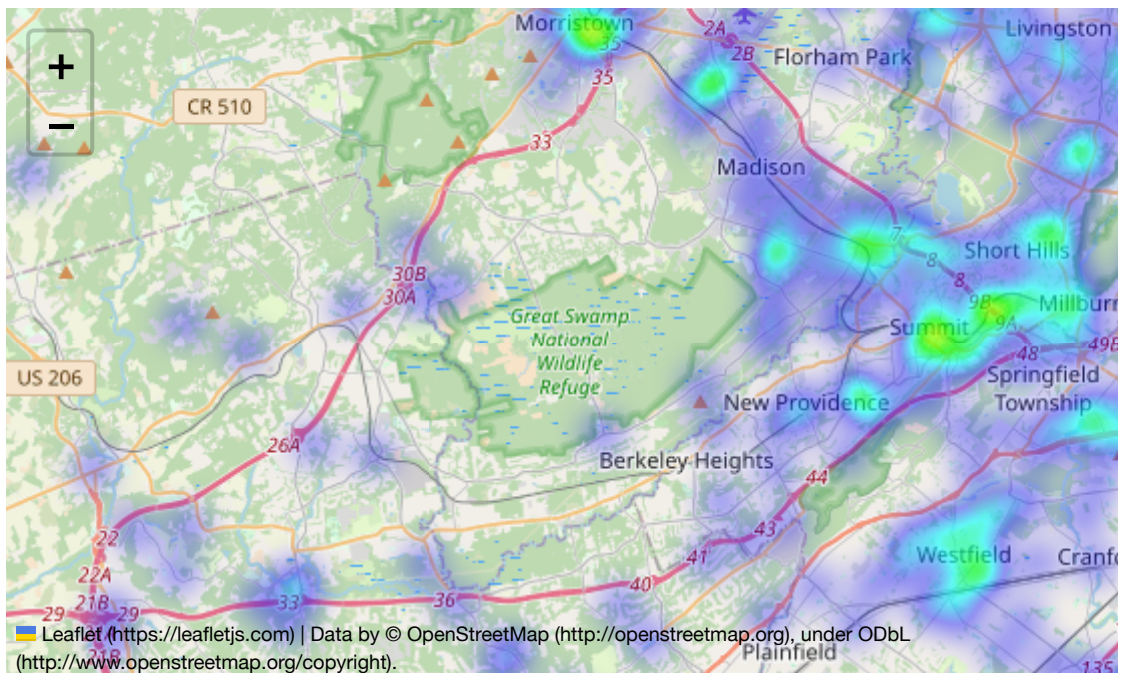 +
−
Morristown
35
35
2A
2B
Florham Park
Livingston
CR 510
33
Madison
7
8
8
Short Hills
30B
30A
9B
9A
Millburn
Summit
48
49B
Great Swamp
National
Wildlife
Refuge
US 206
Springfield
Township
New Providence
26A
Berkeley Heights
44
43
41
40
22
22A
21B
29
29
33
36
Westfield
Cranfo
Leaflet (https://leafletjs.com) | Data by © OpenStreetMap (http://openstreetmap.org), under ODbL
(http://www.openstreetmap.org/copyright).
21B
Plainfield
135